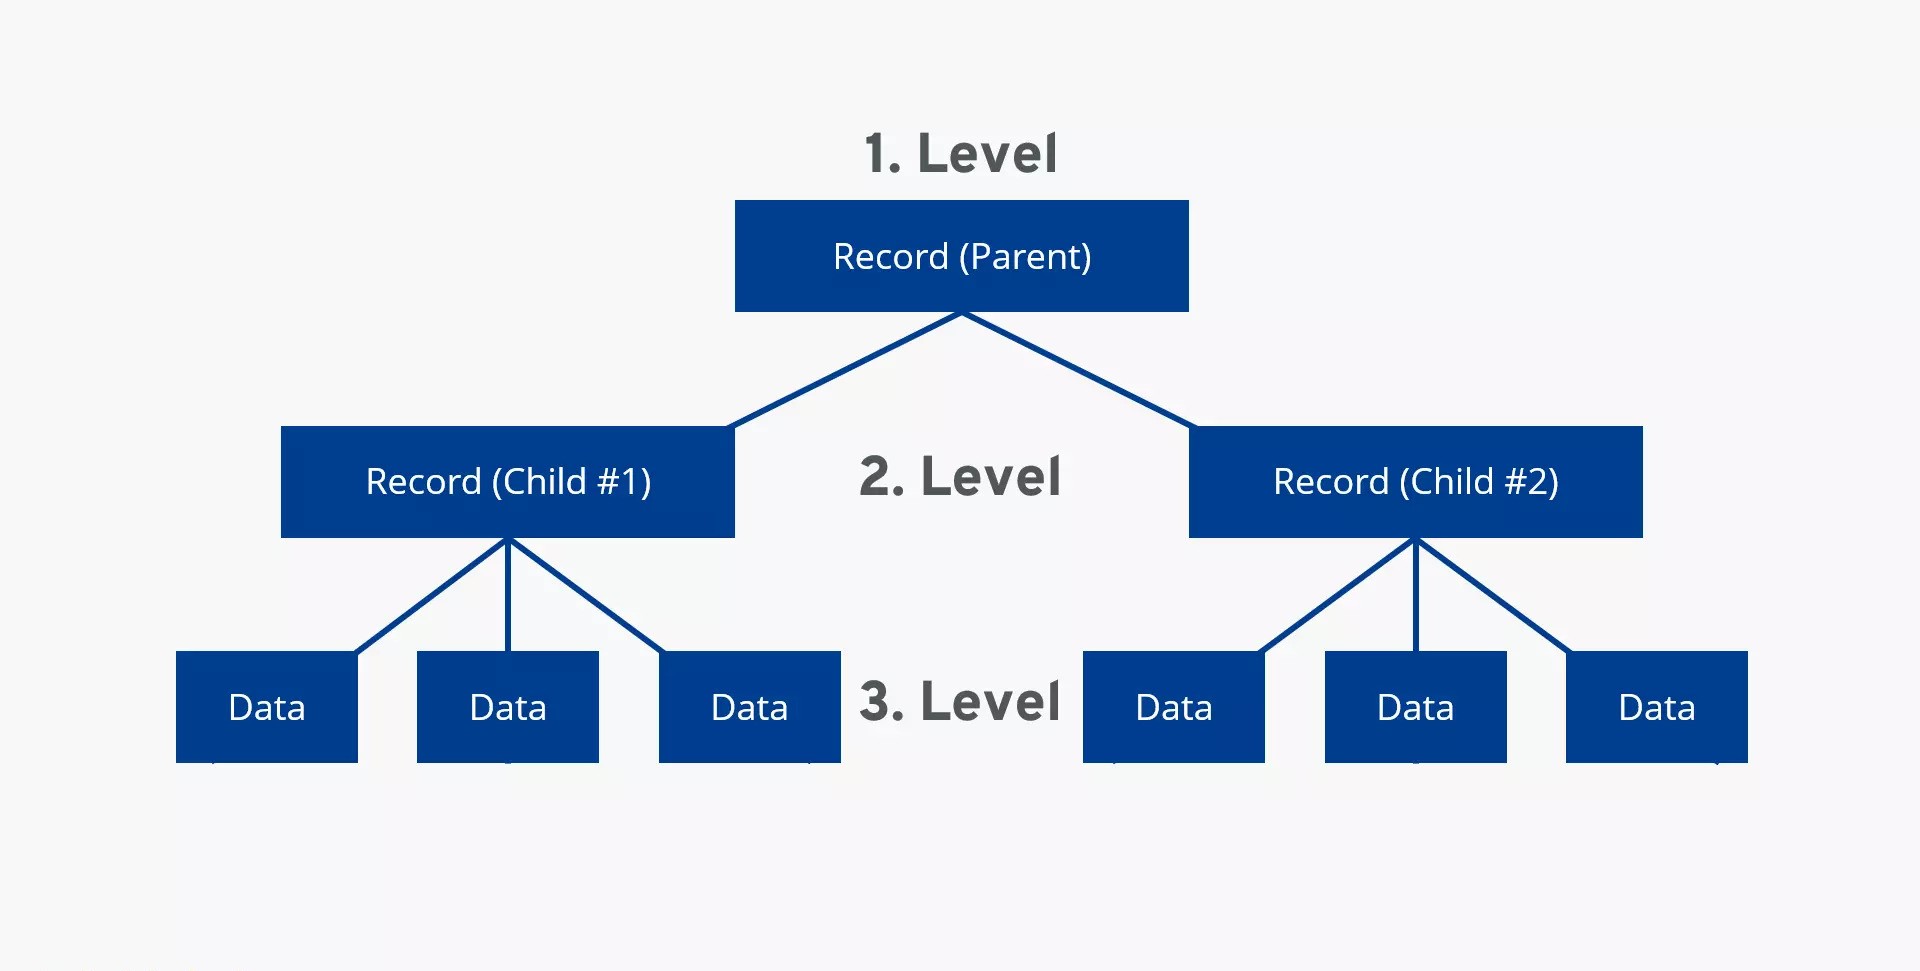 1. Level
Record (Parent)
Record (Child #1)
2. Level
Record (Child #2)
Data
Data
Data
3. Level
Data
Data
Data